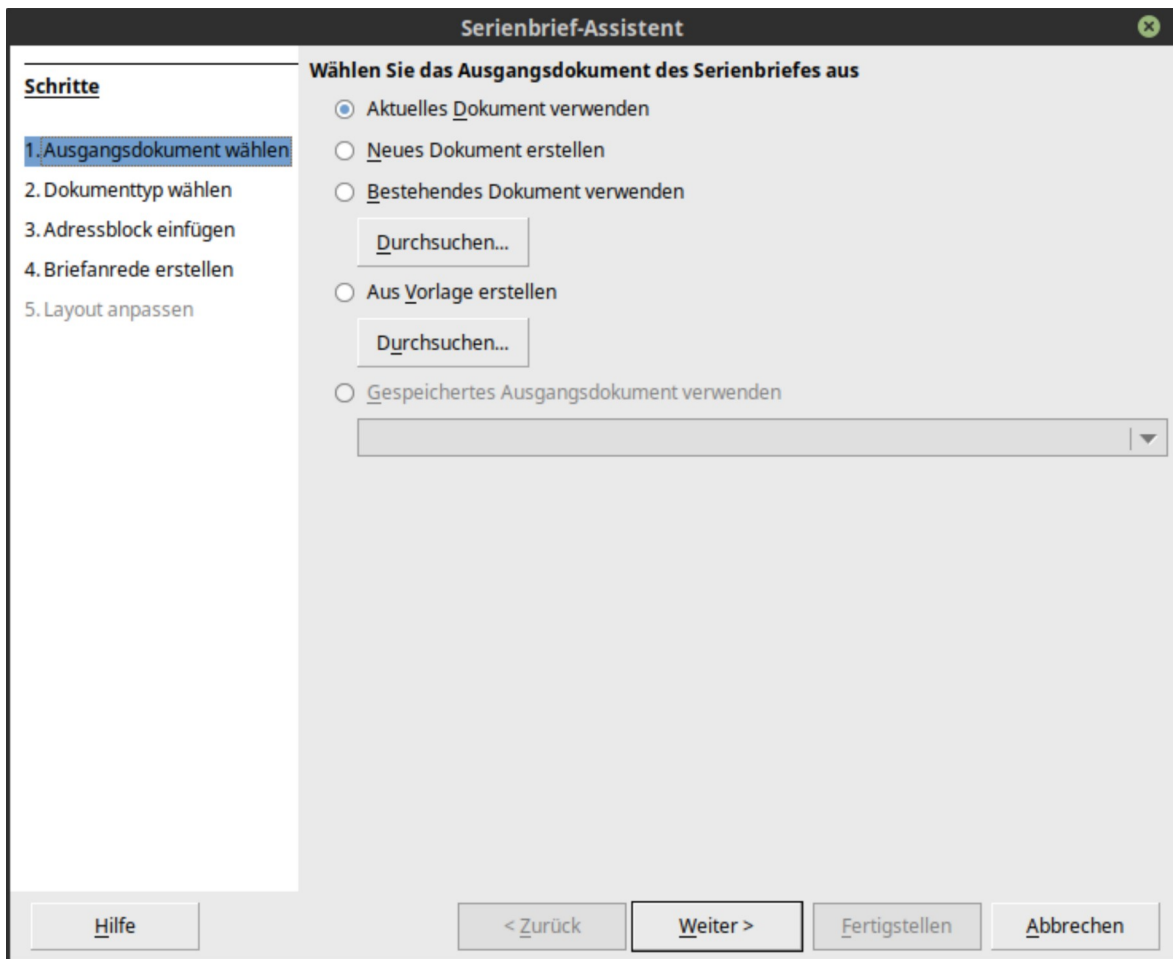 Serienbrief-Assistent
Schritte
1. Ausgangsdokument wählen
2. Dokumenttyp wählen
3. Adressblock einfügen
4. Briefanrede erstellen
5. Layout anpassen
Wählen Sie das Ausgangsdokument des Serienbriefes aus
Aktuelles Dokument verwenden
Neues Dokument erstellen
Bestehendes Dokument verwenden
Durchsuchen...
Aus Vorlage erstellen
Durchsuchen...
Gespeichertes Ausgangsdokument verwenden
Hilfe
< Zurück
Weiter >
Fertigstellen
Abbrechen